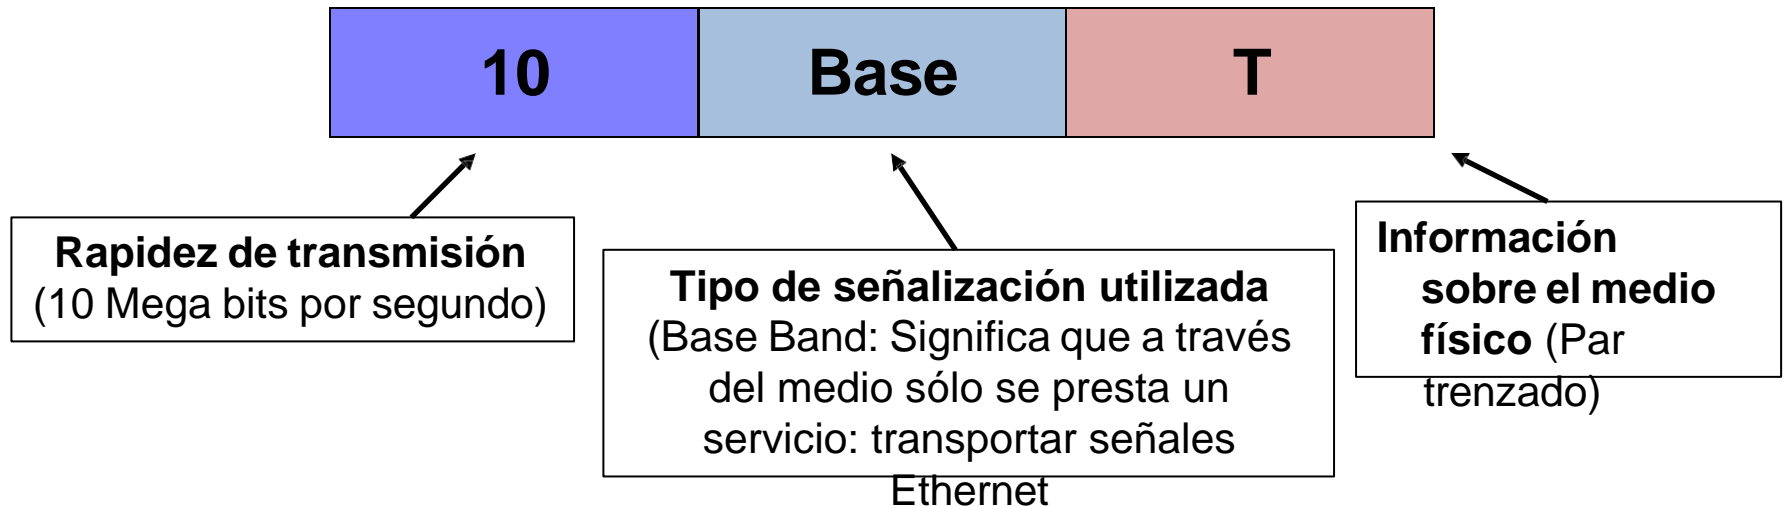 10 Base T
Rapidez de transmisión
(10 Mega bits por segundo)
Tipo de señalización utilizada
(Base Band: Significa que a través
del medio sólo se presta un
servicio: transportar señales
Ethernet
Información
sobre el medio
físico (Par
trenzado)